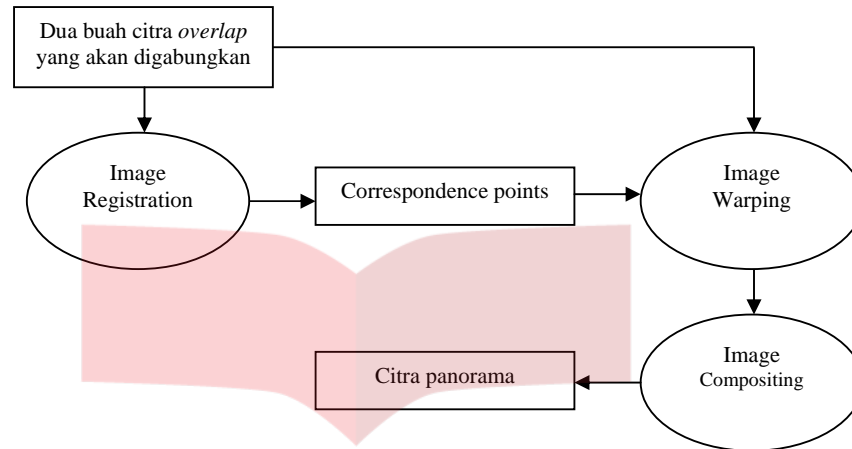 Dua buah citra overlap
yang akan digabungkan
Image
Registration
Correspondence points
Image
Warping
Image
Compositing
Citra panorama